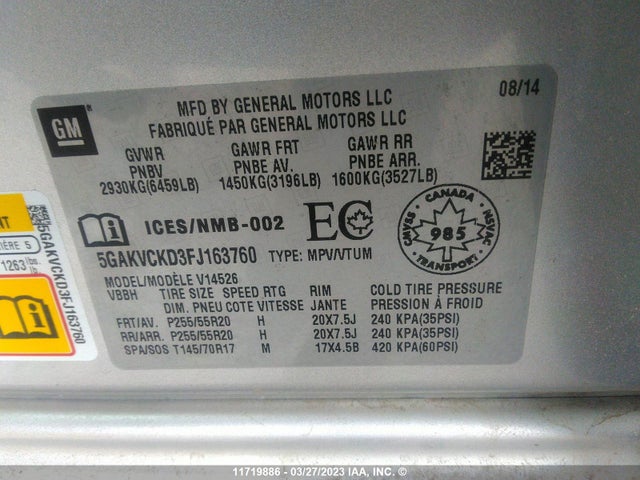 GM
MFD BY GENERAL MOTORS LLC
FABRIQUÉ PAR GENERAL MOTORS LLC
08/14
GVWR GAWR FRT GAWR RR
PNBV PNBE AV. PNBE ARR.
2930KG(6459LB) 1450KG(3196LB) 1600KG(3527LB)
ICES/NMB-002
EC
CANADA
CMVSS 985 NSVAC
TRANSPORT
5GAKVCKD3FJ163760 TYPE: MPV/VTUM
MODEL/MODÈLE V14526
VBBH TIRE SIZE SPEED RTG RIM COLD TIRE PRESSURE
DIM. PNEU COTE VITESSE JANTE PRESSION À FROID
FRT/AV. P255/55R20 H 20X7.5J 240 KPA(35PSI)
RR/ARR. P255/55R20 H 20X7.5J 240 KPA(35PSI)
SPA/SOS T145/70R17 M 17X4.5B 420 KPA(60PSI)
5GAKVCKD3FJ163760
11719886 - 03/27/2023 IAA, INC. ©